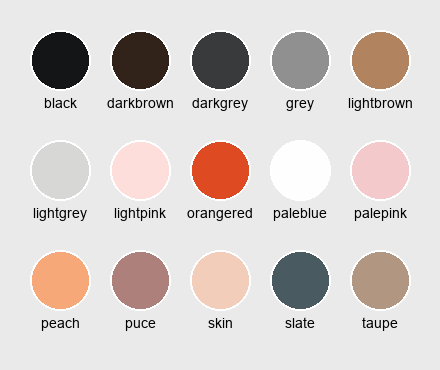 black darkbrown darkgrey grey lightbrown
lightgrey lightpink orangered paleblue palepink
peach puce skin slate taupe